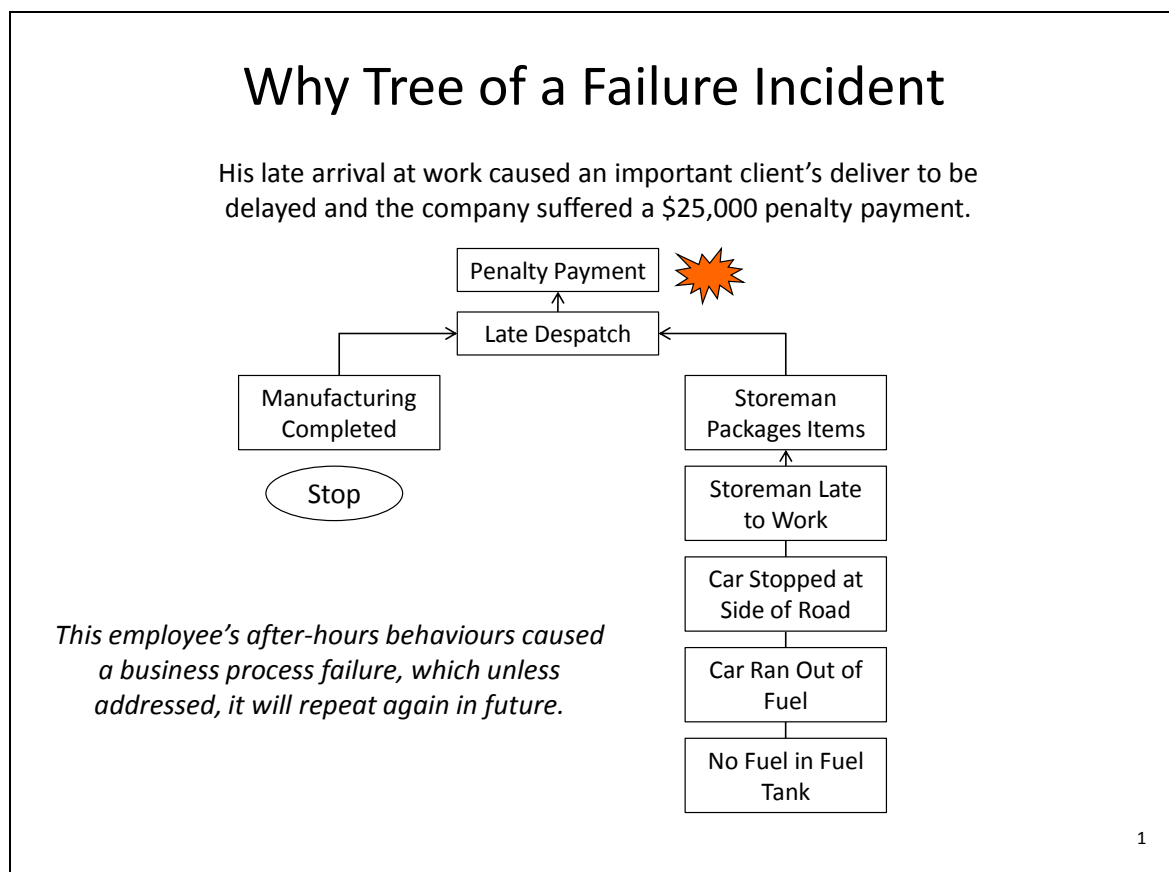 Why Tree of a Failure Incident
His late arrival at work caused an important client’s deliver to be
delayed and the company suffered a $25,000 penalty payment.
Penalty Payment
Late Despatch
Manufacturing
Completed
Stop
Storeman
Packages Items
Storeman Late
to Work
Car Stopped at
Side of Road
Car Ran Out of
Fuel
No Fuel in Fuel
Tank
This employee’s after-hours behaviours caused
a business process failure, which unless
addressed, it will repeat again in future.
1